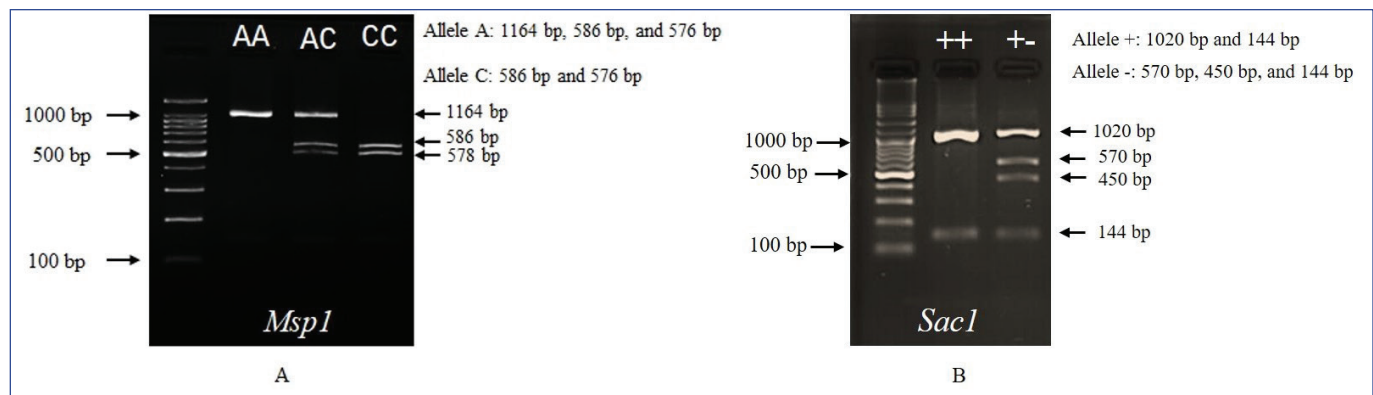 AA AC CC
Allele A: 1164 bp, 586 bp, and 576 bp
Allele C: 586 bp and 576 bp
1000 bp
500 bp
100 bp
1164 bp
586 bp
578 bp
Msp1
A
++ +-
Allele +: 1020 bp and 144 bp
Allele -: 570 bp, 450 bp, and 144 bp
1000 bp
500 bp
100 bp
1020 bp
570 bp
450 bp
144 bp
Sac1
B